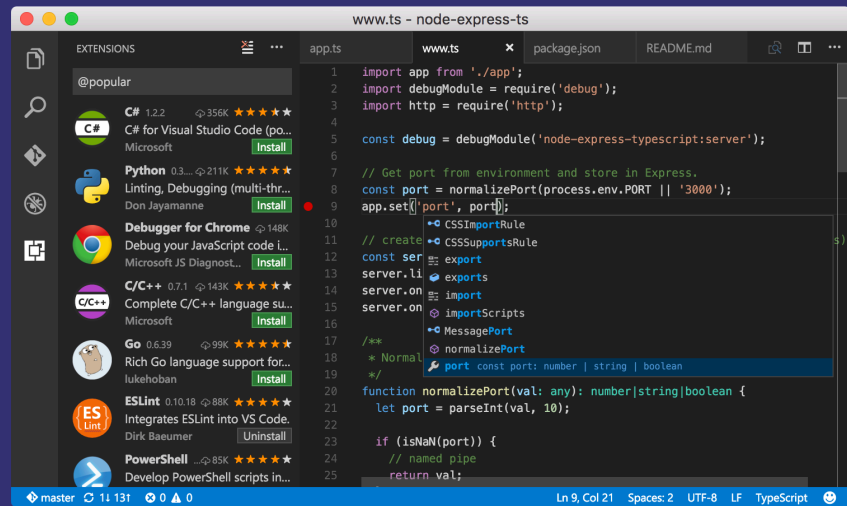 www.ts - node-express-ts
EXTENSIONS
@popular
C# 1.2.2 356K
C# for Visual Studio Code (po...
Microsoft Install
C#
Python 0.3.... 211K
Linting, Debugging (multi-thr...
Don Jayamanne Install
Debugger for Chrome 148K
Debug your JavaScript code i...
Microsoft JS Diagnost... Install
C/C++ 0.7.1 143K
C/C++
Complete C/C++ language su...
Microsoft Install
Go 0.6.39 99K
Rich Go language support for...
lukehoban Install
ESLint 0.10.18 88K
ES
Lint
Integrates ESLint into VS Code.
Dirk Baeumer Uninstall
PowerShell ... 85K
Develop PowerShell scripts in...
app.ts www.ts × package.json README.md ...
1 import app from './app';
2 import debugModule = require('debug');
3 import http = require('http');
4
5 const debug = debugModule('node-express-typescript:server');
6
7 // Get port from environment and store in Express.
8 const port = normalizePort(process.env.PORT || '3000');
9 app.set('port', port);
10
11 // create s)
12 const ser
13 server.li
14 server.on
15 server.on
16
17 /**
18 * Normal
19 */
20 function normalizePort(val: any): number|string|boolean {
21 let port = parseInt(val, 10);
22
23 if (isNaN(port)) {
24 // named pipe
25 return val;
CSSImportRule
CSSSupportsRule
export
exports
import
importScripts
MessagePort
normalizePort
port const port: number | string | boolean
master 1↓ 13↑ 0 0 Ln 9, Col 21 Spaces: 2 UTF-8 LF TypeScript